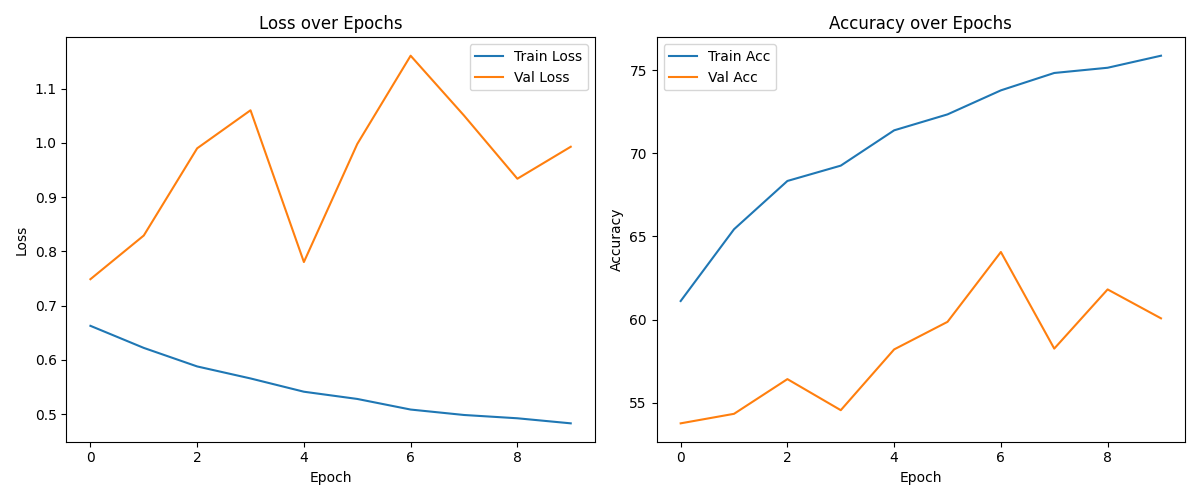 Loss over Epochs
Train Loss
Val Loss
1.1
1.0
0.9
0.8
0.7
0.6
0.5
Loss
0 2 4 6 8
Epoch
Accuracy over Epochs
Train Acc
Val Acc
75
70
65
60
55
Accuracy
0 2 4 6 8
Epoch